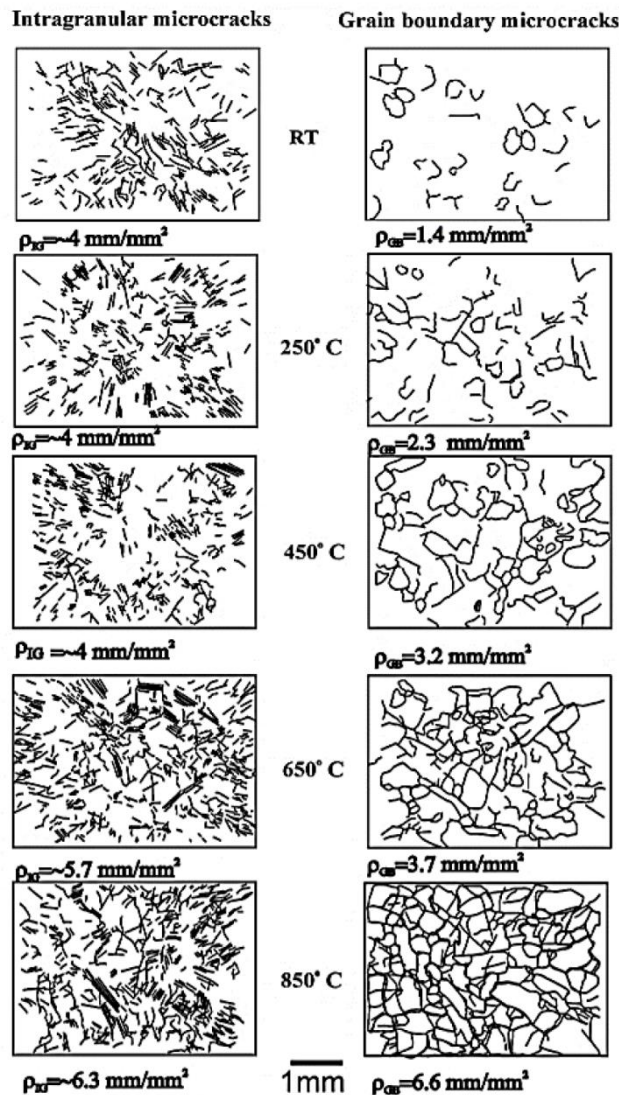 Intragranular microcracks Grain boundary microcracks
RT
ρIG=~4 mm/mm² ρGB=1.4 mm/mm²
250° C
ρIG=~4 mm/mm² ρGB=2.3 mm/mm²
450° C
ρIG =~4 mm/mm² ρGB=3.2 mm/mm²
650° C
ρIG=~5.7 mm/mm² ρGB=3.7 mm/mm²
850° C
ρIG=~6.3 mm/mm² 1mm ρGB=6.6 mm/mm²